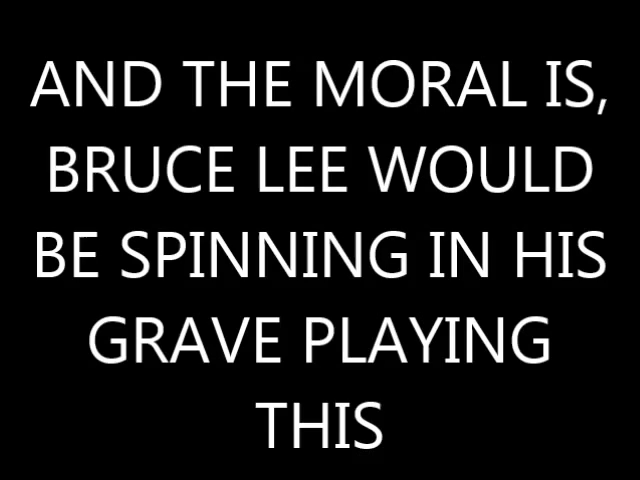 AND THE MORAL IS,
BRUCE LEE WOULD
BE SPINNING IN HIS
GRAVE PLAYING
THIS